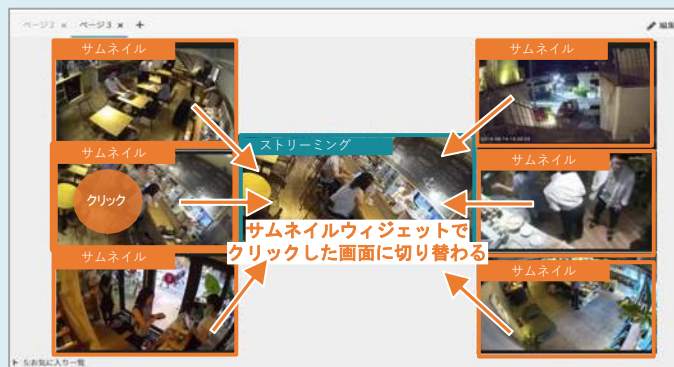 ページ2 ×
ページ3 ×
+
編集
サムネイル
サムネイル
サムネイル
クリック
サムネイル
ストリーミング
サムネイルウィジェットで
クリックした画面に切り替わる
サムネイル
サムネイル
S:お気に入り一覧